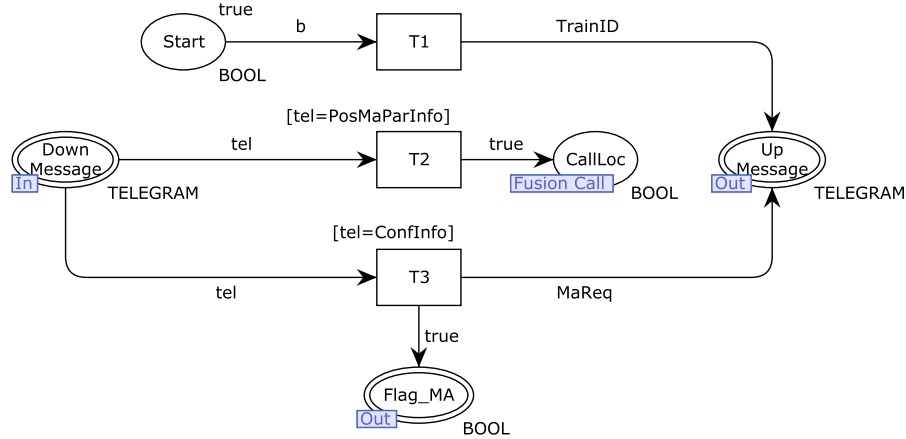 true
Start
b
T1
TrainID
BOOL
[tel=PosMaParInfo]
Down
Message
In
TELEGRAM
tel
T2
true
CallLoc
Fusion Call
BOOL
Up
Message
Out
TELEGRAM
[tel=ConfInfo]
tel
T3
MaReq
true
Flag_MA
Out
BOOL